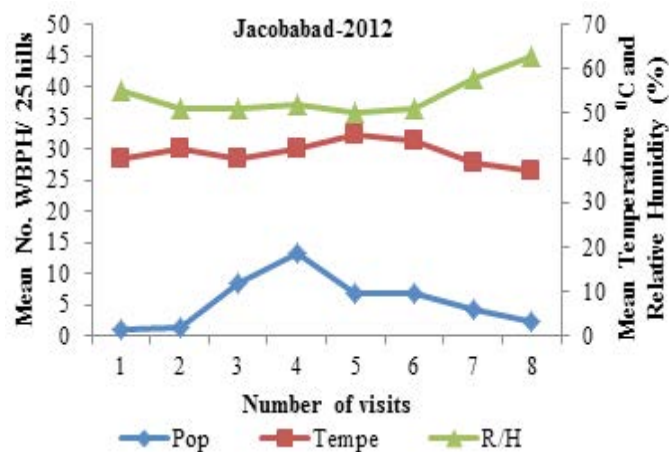 Jacobabad-2012
Mean No. WBPH/ 25 hills
50
45
40
35
30
25
20
15
10
5
0
70
60
50
40
30
20
10
0
Mean Temperature ⁰C and
Relative Humidity (%)
1 2 3 4 5 6 7 8
Number of visits
Pop Tempe R/H